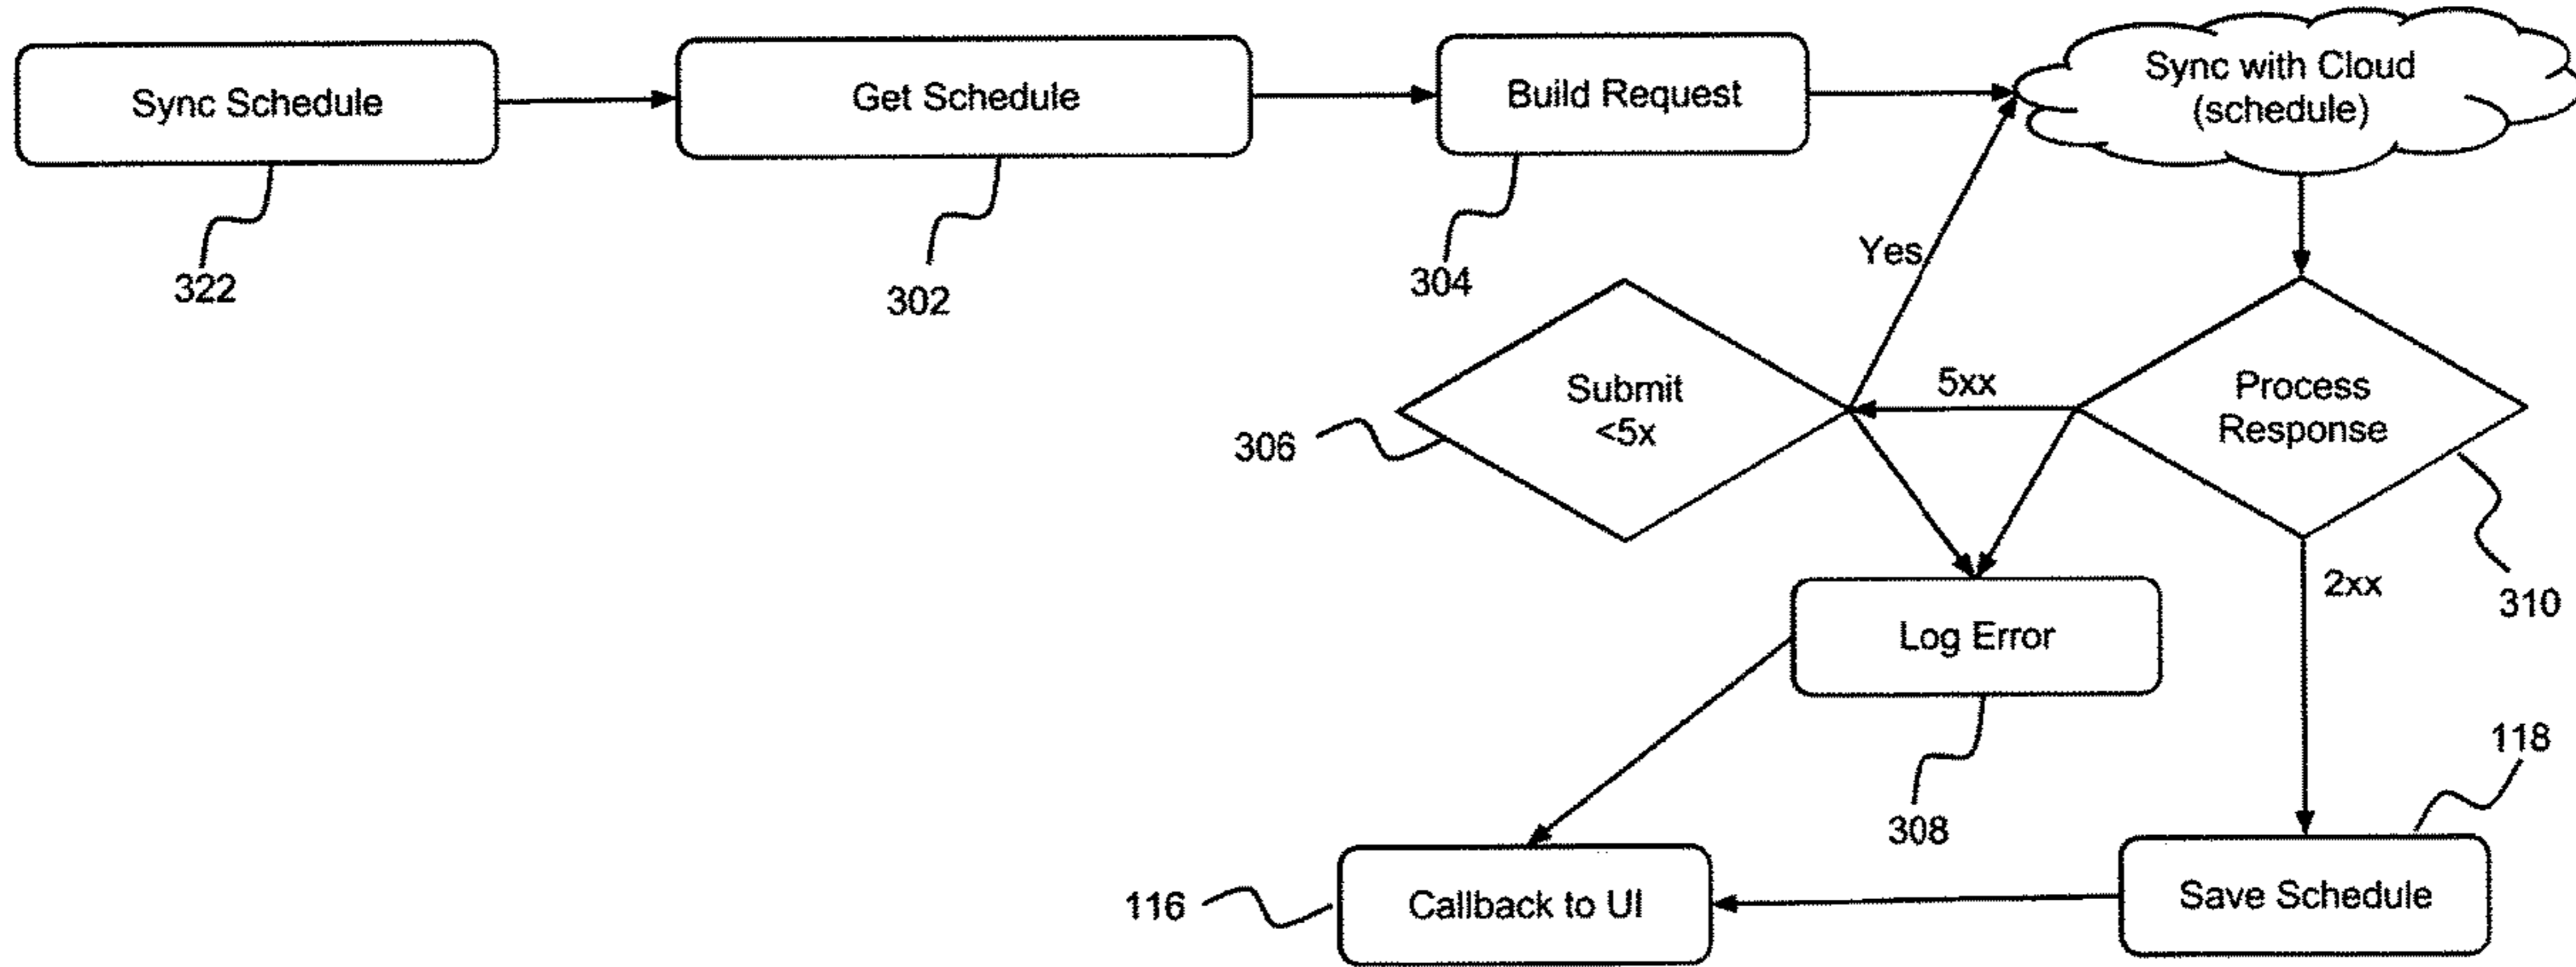 Sync Schedule
Get Schedule
Build Request
Sync with Cloud
(schedule)
322
302
304
Yes
Submit
<5x
5xx
Process
Response
306
2xx
310
Log Error
118
308
116
Callback to UI
Save Schedule